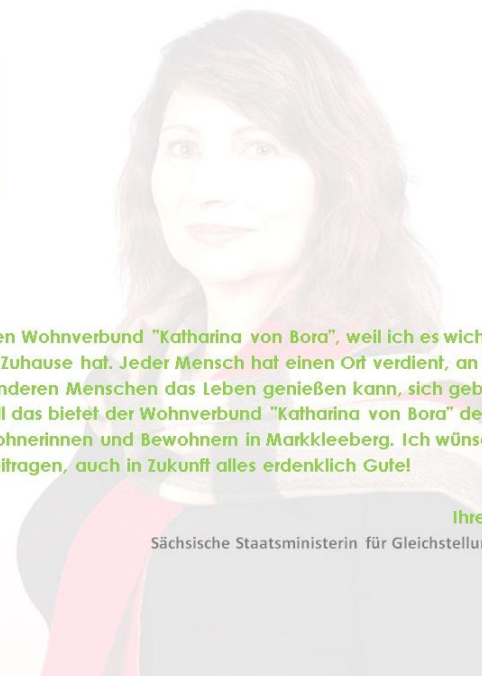 en Wohnverbund "Katharina von Bora", weil ich es wich
Zuhause hat. Jeder Mensch hat einen Ort verdient, an
nderen Menschen das Leben genießen kann, sich geb
ll das bietet der Wohnverbund "Katharina von Bora" de
ohnerinnen und Bewohnern in Markkleeberg. Ich wünsc
eitragen, auch in Zukunft alles erdenklich Gute!
Ihre
Sächsische Staatsministerin für Gleichstellun